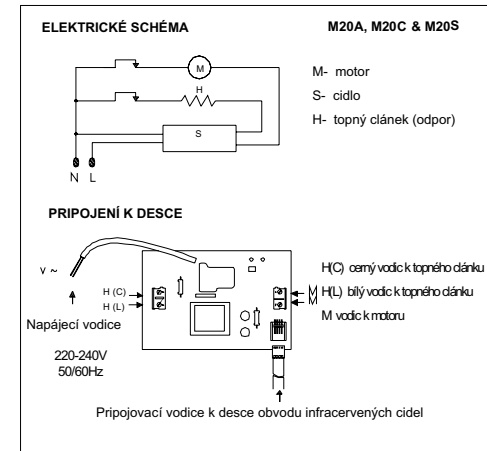 ELEKTRICKÉ SCHÉMA
M20A, M20C & M20S
M
H
S
N L
M- motor
S- cidlo
H- topný clánek (odpor)
PRIPOJENÍ K DESCE
V ~
H (C)
H (L)
Napájecí vodice
220-240V
50/60Hz
M
M
H(C) cerný vodic k topného clánku
H(L) bílý vodic k topného clánku
M vodic k motoru
Pripojovací vodice k desce obvodu infracervených cidel